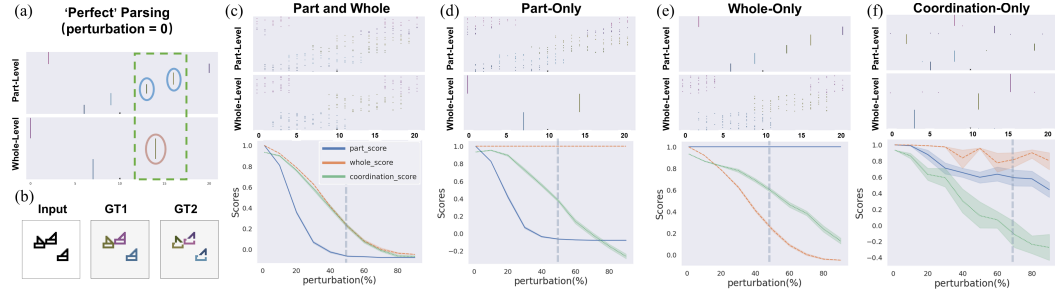 (a)
'Perfect' Parsing
(perturbation = 0)
Part-Level
Whole-Level
0 5 10 15 20
(b)
Input GT1 GT2
(c) Part and Whole
Part-Level
Whole-Level
0 5 10 15 20
Scores
1.0
0.8
0.6
0.4
0.2
0.0
part_score
whole_score
coordination_score
0 20 40 60 80
perturbation(%)
(d) Part-Only
Part-Level
Whole-Level
0 5 10 15 20
Scores
1.0
0.8
0.6
0.4
0.2
0.0
−0.2
0 20 40 60 80
perturbation(%)
(e) Whole-Only
Part-Level
Whole-Level
0 5 10 15 20
Scores
1.0
0.8
0.6
0.4
0.2
0.0
0 20 40 60 80
perturbation(%)
(f) Coordination-Only
Part-Level
Whole-Level
0 5 10 15 20
Scores
1.0
0.8
0.6
0.4
0.2
0.0
−0.2
−0.4
0 20 40 60 80
perturbation(%)